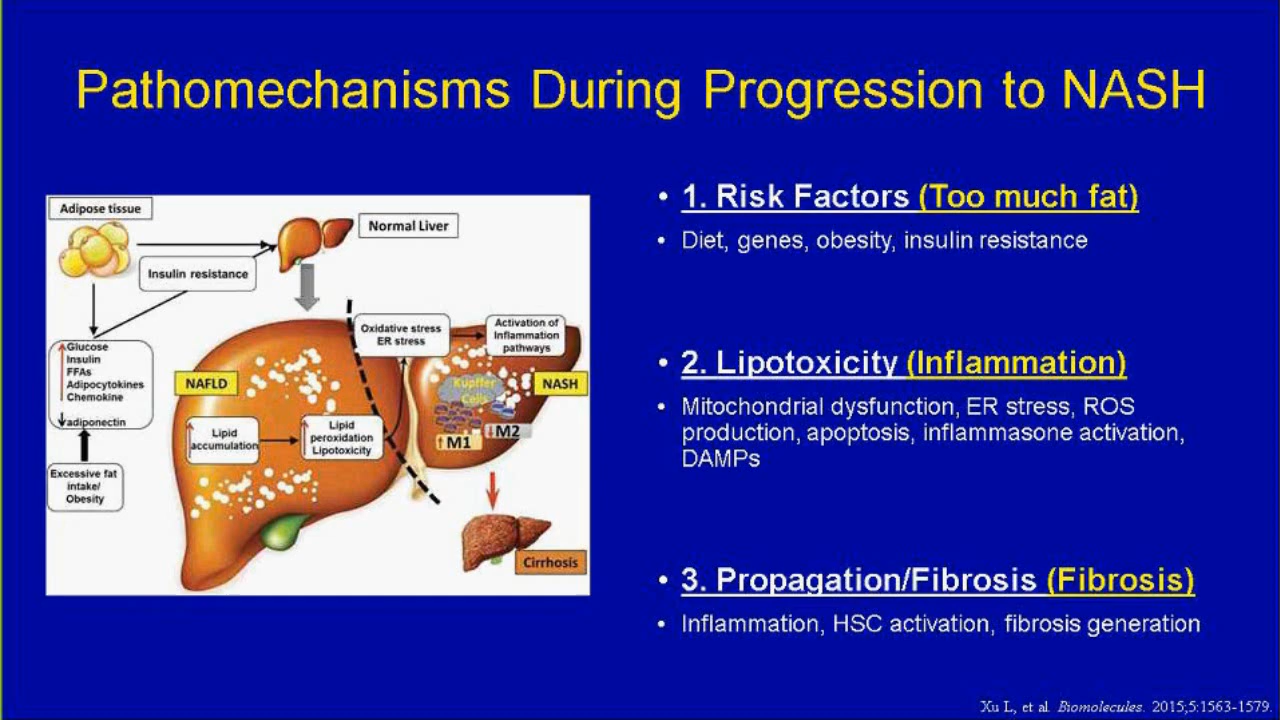 Pathomechanisms During Progression to NASH
Adipose tissue
Normal Liver
Insulin resistance
Glucose
Insulin
FFAs
Adipocytokines
Chemokine
adiponectin
Excessive fat
intake/
Obesity
NAFLD
Lipid
accumulation
Lipid
peroxidation
Lipotoxicity
Oxidative stress
ER stress
Activation of
Inflammation
pathways
Kupffer
Cells
NASH
M1
M2
Cirrhosis
• 1. Risk Factors (Too much fat)
• Diet, genes, obesity, insulin resistance
• 2. Lipotoxicity (Inflammation)
• Mitochondrial dysfunction, ER stress, ROS
production, apoptosis, inflammasone activation,
DAMPs
• 3. Propagation/Fibrosis (Fibrosis)
• Inflammation, HSC activation, fibrosis generation
Xu L, et al. Biomolecules. 2015;5:1563-1579.